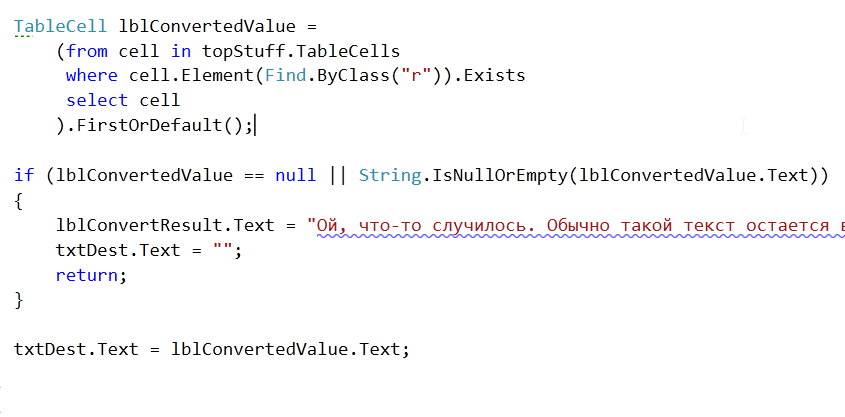 TableCell lblConvertedValue =
(from cell in topStuff.TableCells
where cell.Element(Find.ByClass("r")).Exists
select cell
).FirstOrDefault();
if (lblConvertedValue == null || String.IsNullOrEmpty(lblConvertedValue.Text))
{
lblConvertResult.Text = "Ой, что-то случилось. Обычно такой текст остается
txtDest.Text = "";
return;
}
txtDest.Text = lblConvertedValue.Text;